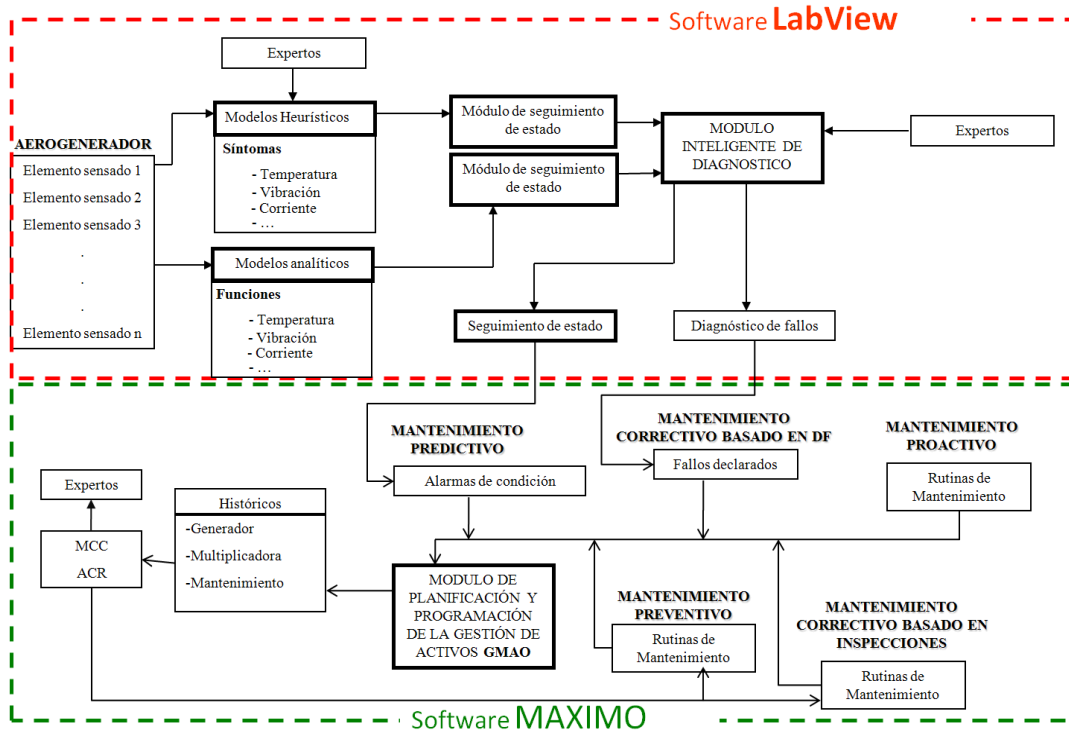 Software LabView
Expertos
Modelos Heurísticos
Síntomas
- Temperatura
- Vibración
- Corriente
- ...
AEROGENERADOR
Elemento sensado 1
Elemento sensado 2
Elemento sensado 3
.
.
.
Elemento sensado n
Modelos analíticos
Funciones
- Temperatura
- Vibración
- Corriente
- ...
Módulo de seguimiento
de estado
Módulo de seguimiento
de estado
MODULO
INTELIGENTE DE
DIAGNOSTICO
Expertos
Seguimiento de estado
Diagnóstico de fallos
MANTENIMIENTO
PREDICTIVO
Alarmas de condición
MANTENIMIENTO
CORRECTIVO BASADO EN DF
Fallos declarados
MANTENIMIENTO
PROACTIVO
Rutinas de
Mantenimiento
Expertos
MCC
ACR
Históricos
-Generador
-Multiplicadora
-Mantenimiento
MODULO DE
PLANIFICACIÓN Y
PROGRAMACIÓN
DE LA GESTIÓN DE
ACTIVOS GMAO
MANTENIMIENTO
PREVENTIVO
Rutinas de
Mantenimiento
MANTENIMIENTO
CORRECTIVO BASADO EN
INSPECCIONES
Rutinas de
Mantenimiento
Software MAXIMO